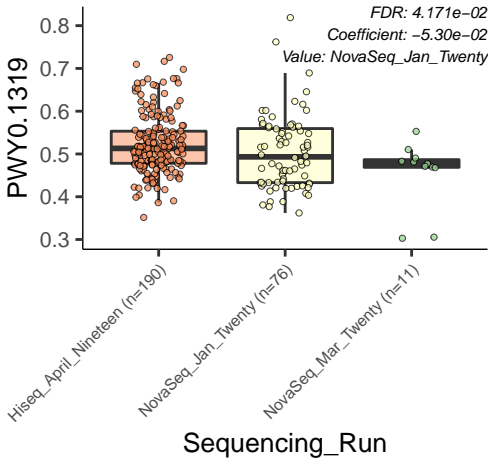 FDR: 4.171e−02
Coefficient: −5.30e−02
Value: NovaSeq_Jan_Twenty
PWY0.1319
0.8
0.7
0.6
0.5
0.4
0.3
Hiseq_April_Nineteen (n=190)
NovaSeq_Jan_Twenty (n=76)
NovaSeq_Mar_Twenty (n=11)
Sequencing_Run